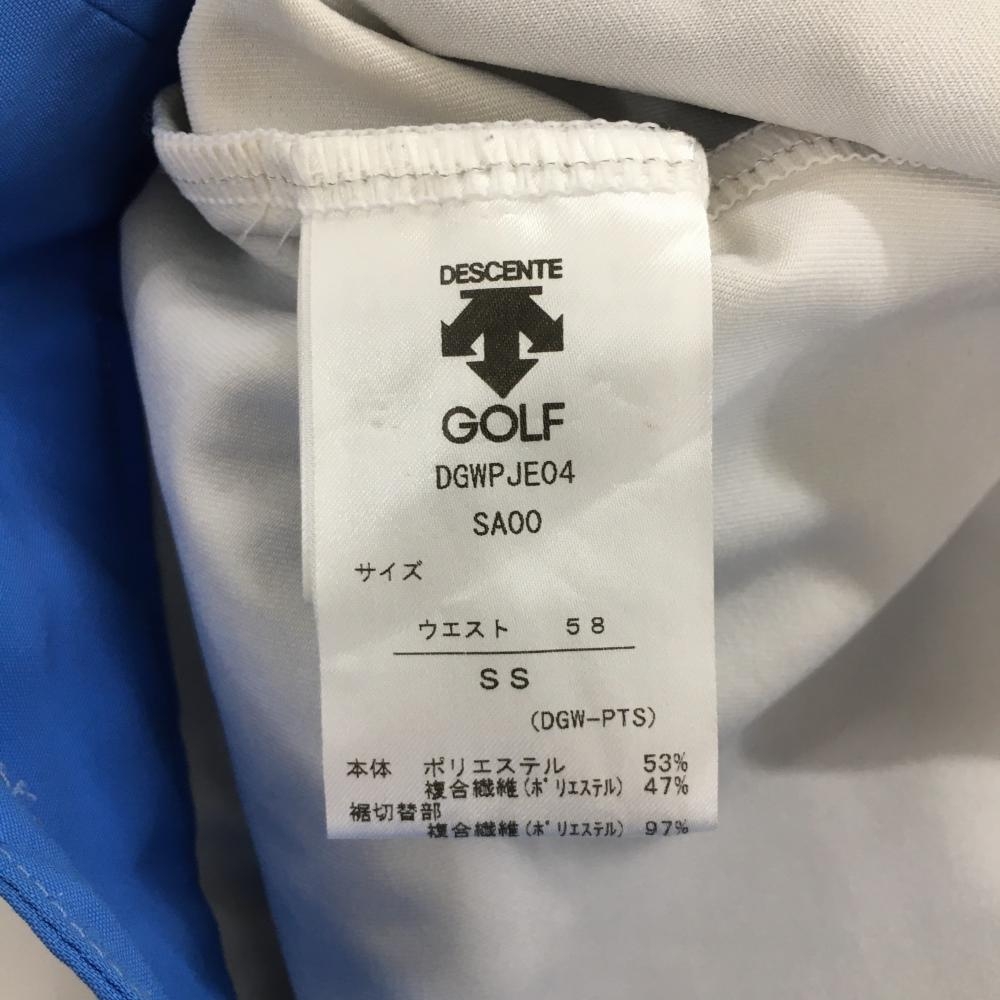 DESCENTE
GOLF
DGWPJE04
SA00
サイズ
ウエスト 58
SS
(DGW-PTS)
本体 ポリエステル 53%
複合繊維(ポリエステル) 47%
裾切替部
複合繊維(ポリエステル) 97%